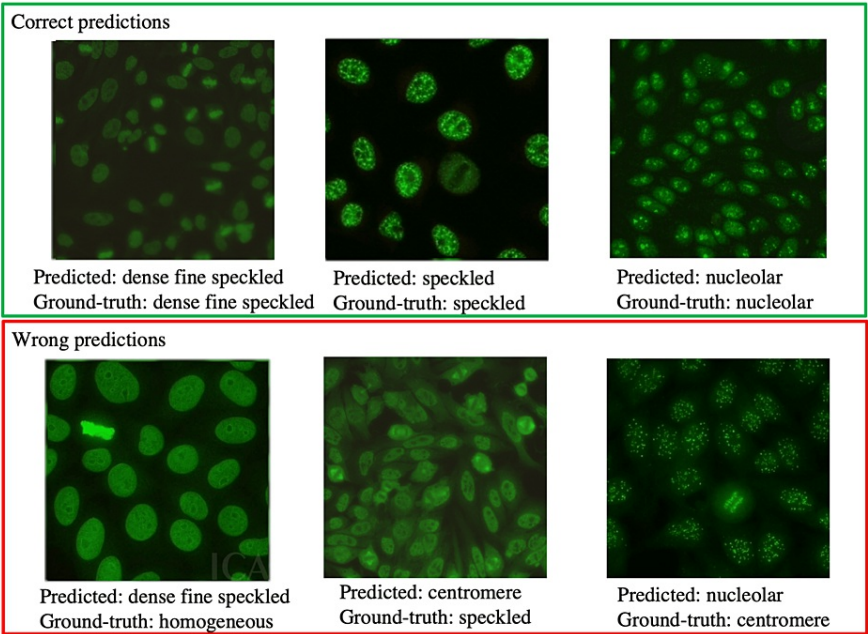 Correct predictions
Predicted: dense fine speckled
Ground-truth: dense fine speckled
Predicted: speckled
Ground-truth: speckled
Predicted: nucleolar
Ground-truth: nucleolar
Wrong predictions
ICA
Predicted: dense fine speckled
Ground-truth: homogeneous
Predicted: centromere
Ground-truth: speckled
Predicted: nucleolar
Ground-truth: centromere